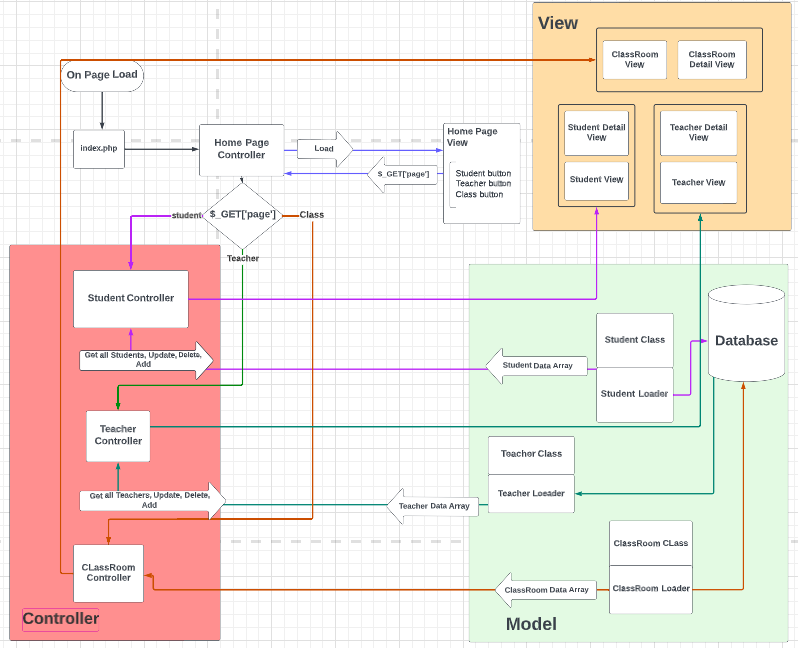 View
ClassRoom
View
ClassRoom
Detail View
On Page Load
Student Detail
View
Teacher Detail
View
Home Page
View
index.php
Home Page
Controller
Load
$_GET['page']
Student button
Teacher button
Class button
Student View
Teacher View
student
$_GET['page']
Class
Teacher
Student Controller
Student Class
Database
Get all Students, Update, Delete,
Add
Student Data Array
Student Loader
Teacher
Controller
Teacher Class
Get all Teachers, Update, Delete,
Add
Teacher Data Array
Teacher Loeader
ClassRoom CLass
CLassRoom
Controller
ClassRoom Data Array
ClassRoom Loader
Controller
Model